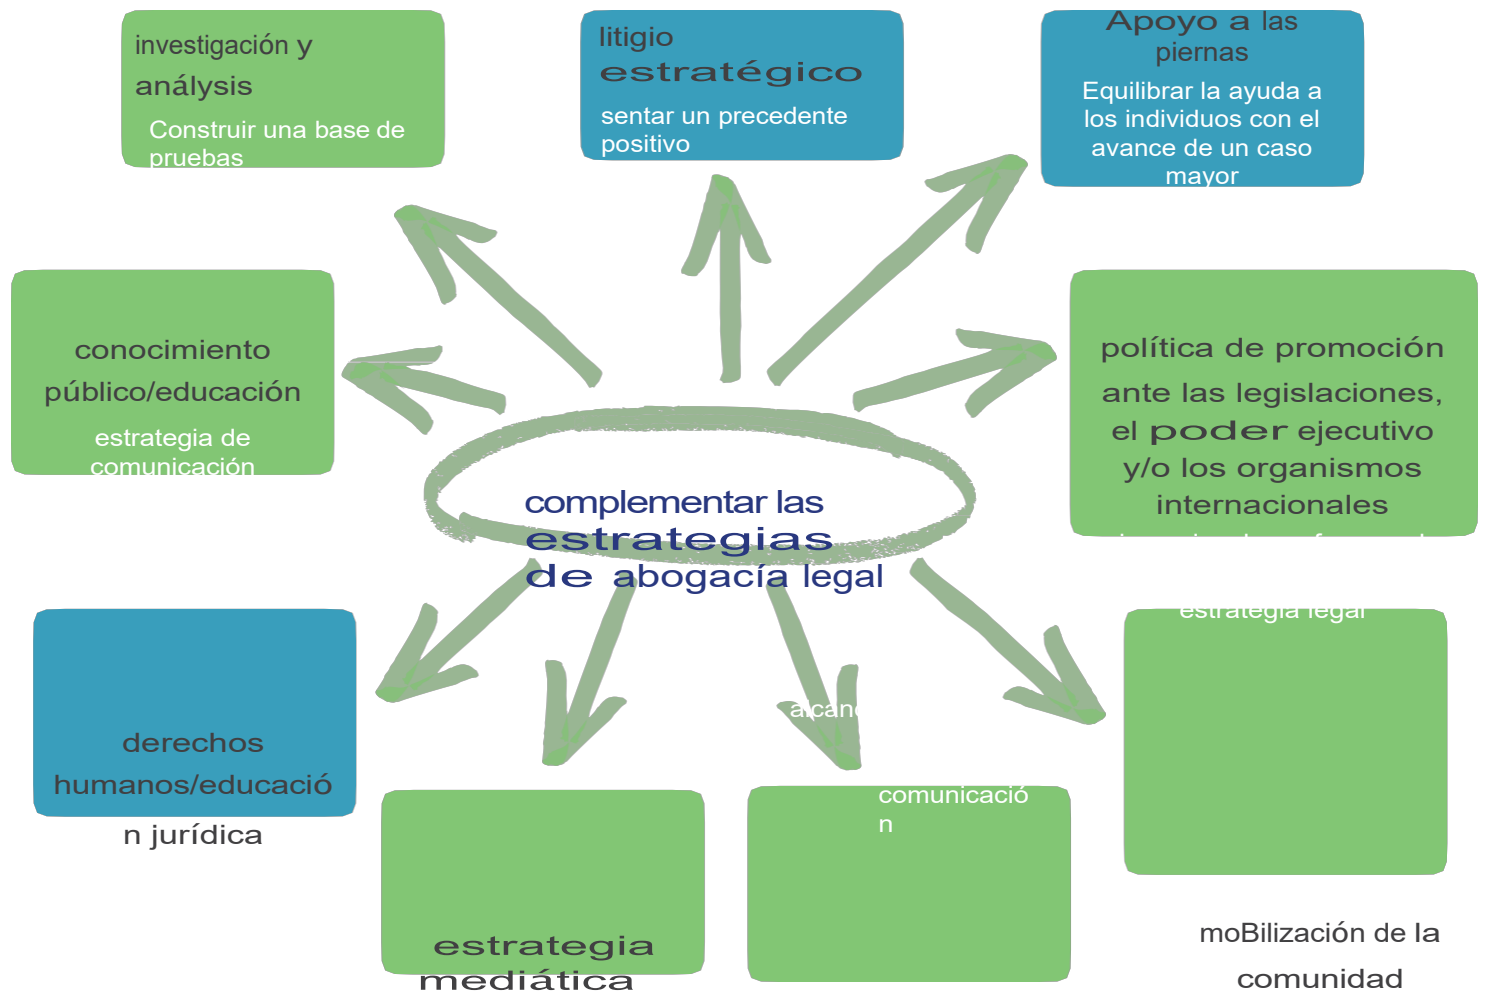 investigación y
análysis
Construir una base de
pruebas
litigio
estratégico
sentar un precedente
positivo
Apoyo a las
piernas
Equilibrar la ayuda a
los individuos con el
avance de un caso
mayor
conocimiento
público/educación
estrategia de
comunicación
política de promoción
ante las legislaciones,
el poder ejecutivo
y/o los organismos
internacionales
estrategia legal
complementar las
estrategias
de abogacía legal
derechos
humanos/educació
n jurídica
comunicació
n
estrategia
mediática
moBilización de la
comunidad